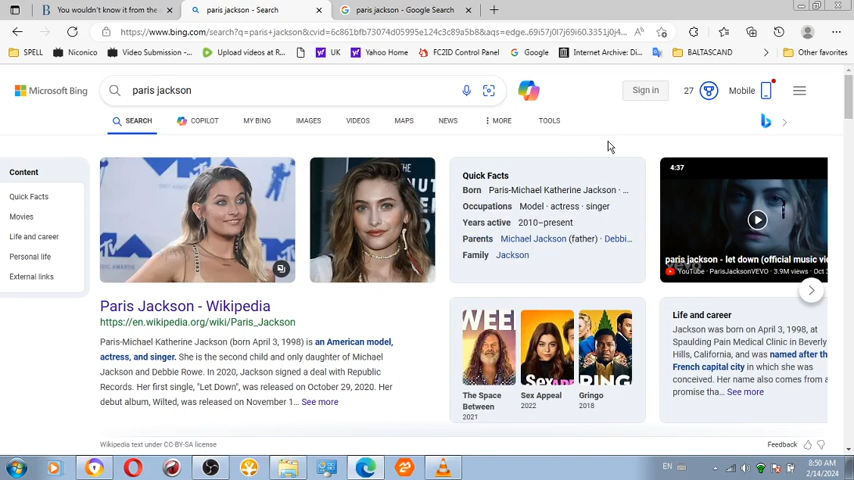 You wouldn't know it from the
paris jackson - Search
paris jackson - Google Search
https://www.bing.com/search?q=paris+jackson&cvid=6c861bfb73074d05995e124c3c89a5b8&aqs=edge..69i57j0l7j69i60.3351j0j4...
SPELL
Niconico
Video Submission -...
Upload videos at R...
UK
Yahoo Home
FC2ID Control Panel
Google
Internet Archive: Di...
BALTASCAND
Other favorites
Microsoft Bing
paris jackson
Sign in
27
Mobile
SEARCH
COPILOT
MY BING
IMAGES
VIDEOS
MAPS
NEWS
MORE
TOOLS
Content
Quick Facts
Movies
Life and career
Personal life
External links
Quick Facts
Born Paris-Michael Katherine Jackson · ...
Occupations Model · actress · singer
Years active 2010–present
Parents Michael Jackson (father) · Debbi...
Family Jackson
4:37
paris jackson - let down (official music vi
YouTube · ParisJacksonVEVO · 3.9M views · Oct
Paris Jackson - Wikipedia
https://en.wikipedia.org/wiki/Paris_Jackson
Paris-Michael Katherine Jackson (born April 3, 1998) is an American model,
actress, and singer. She is the second child and only daughter of Michael
Jackson and Debbie Rowe. In 2020, Jackson signed a deal with Republic
Records. Her first single, "Let Down", was released on October 29, 2020. Her
debut album, Wilted, was released on November 1... See more
The Space
Between
2021
Sex Appeal
2022
Gringo
2018
Life and career
Jackson was born on April 3, 1998, at
Spaulding Pain Medical Clinic in Beverly
Hills, California, and was named after th
French capital city in which she was
conceived. Her name also comes from a
promise tha... See more
Wikipedia text under CC-BY-SA license
Feedback
EN
8:50 AM
2/14/2024